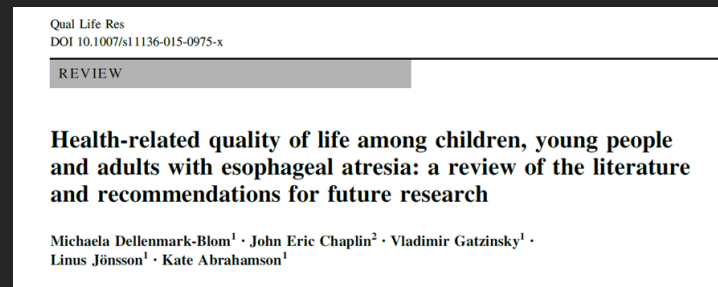 Qual Life Res
DOI 10.1007/s11136-015-0975-x
REVIEW
Health-related quality of life among children, young people
and adults with esophageal atresia: a review of the literature
and recommendations for future research
Michaela Dellenmark-Blom¹ · John Eric Chaplin² · Vladimir Gatzinsky¹ ·
Linus Jönsson¹ · Kate Abrahamson¹